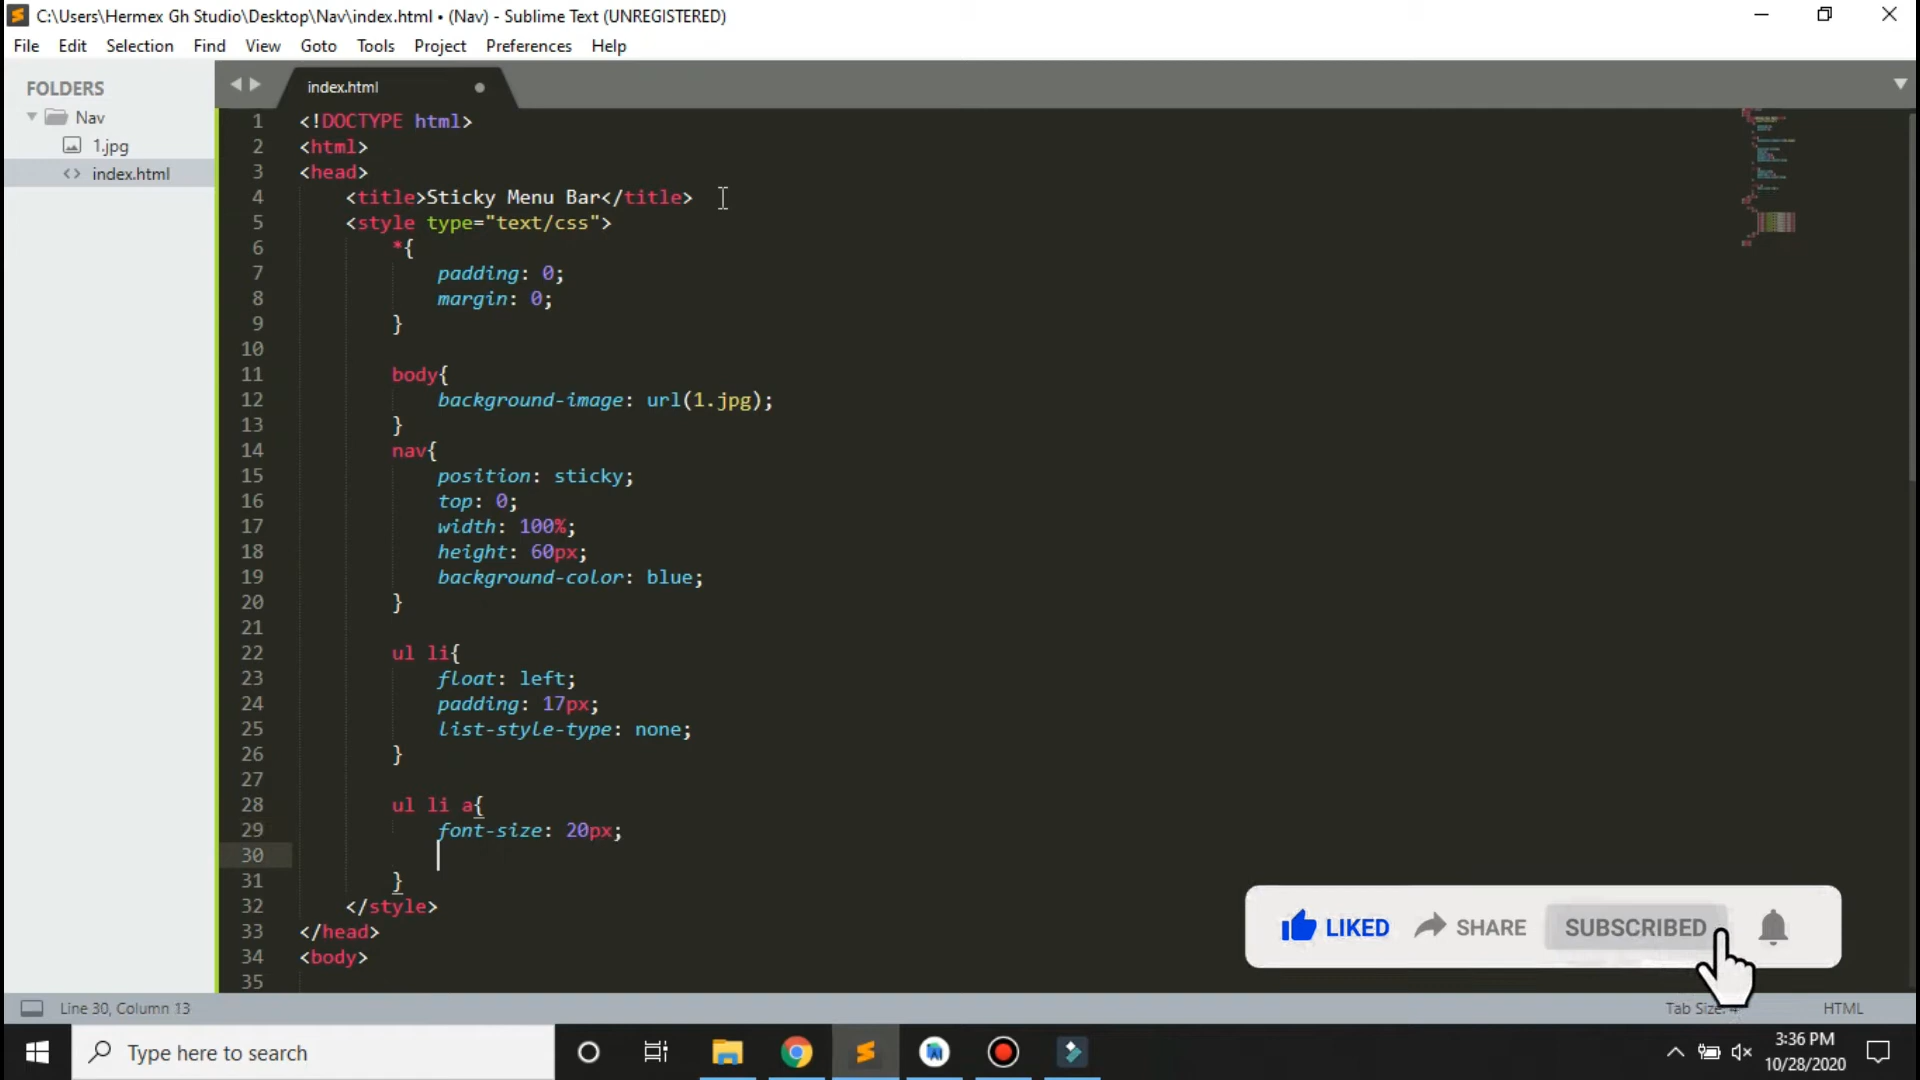 C:\Users\Hermex Gh Studio\Desktop\Nav\index.html • (Nav) - Sublime Text (UNREGISTERED)
File Edit Selection Find View Goto Tools Project Preferences Help
FOLDERS
Nav
1.jpg
index.html
index.html
1 <!DOCTYPE html>
2 <html>
3 <head>
4 <title>Sticky Menu Bar</title>
5 <style type="text/css">
6 *{
7 padding: 0;
8 margin: 0;
9 }
10
11 body{
12 background-image: url(1.jpg);
13 }
14 nav{
15 position: sticky;
16 top: 0;
17 width: 100%;
18 height: 60px;
19 background-color: blue;
20 }
21
22 ul li{
23 float: left;
24 padding: 17px;
25 list-style-type: none;
26 }
27
28 ul li a{
29 font-size: 20px;
30
31 }
32 </style>
33 </head>
34 <body>
35
LIKED SHARE SUBSCRIBED
Line 30, Column 13
Tab Size: 4
HTML
Type here to search
3:36 PM
10/28/2020